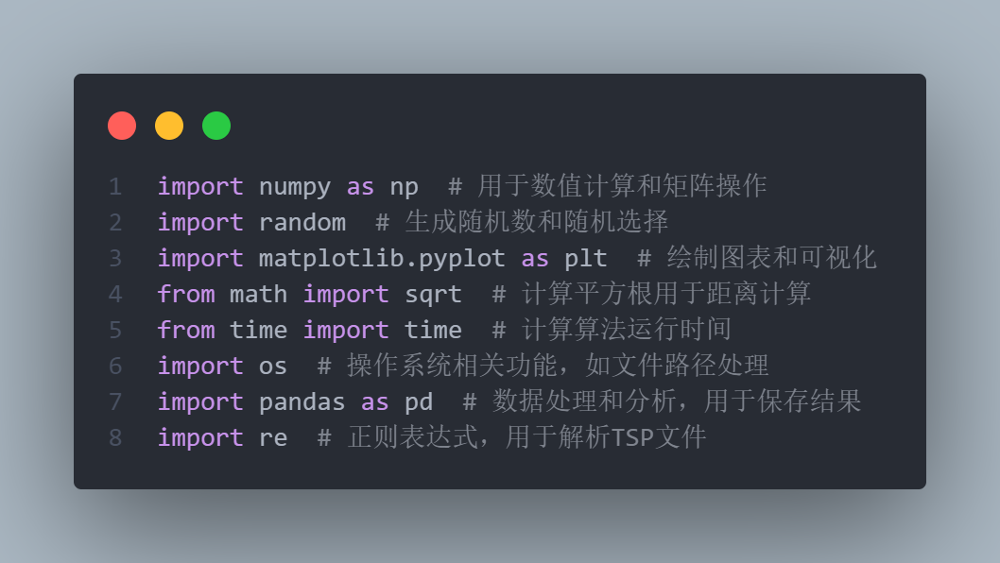 1 import numpy as np  # 用于数值计算和矩阵操作
2 import random  # 生成随机数和随机选择
3 import matplotlib.pyplot as plt  # 绘制图表和可视化
4 from math import sqrt  # 计算平方根用于距离计算
5 from time import time  # 计算算法运行时间
6 import os  # 操作系统相关功能，如文件路径处理
7 import pandas as pd  # 数据处理和分析，用于保存结果
8 import re  # 正则表达式，用于解析TSP文件